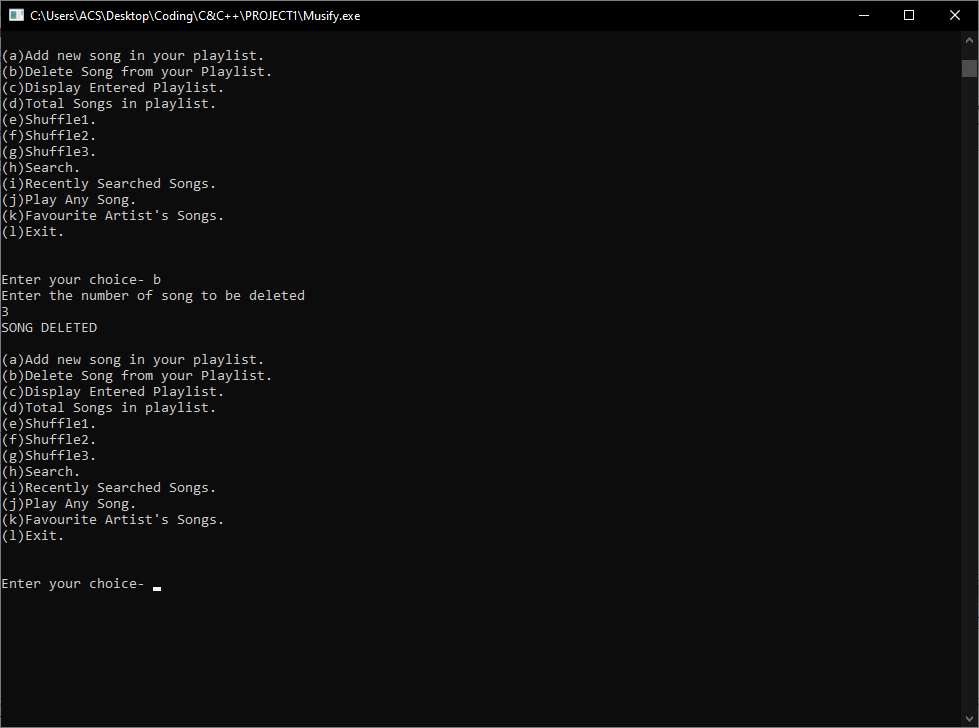 C:\Users\ACS\Desktop\Coding\C&C++\PROJECT1\Musify.exe
(a)Add new song in your playlist.
(b)Delete Song from your Playlist.
(c)Display Entered Playlist.
(d)Total Songs in playlist.
(e)Shuffle1.
(f)Shuffle2.
(g)Shuffle3.
(h)Search.
(i)Recently Searched Songs.
(j)Play Any Song.
(k)Favourite Artist's Songs.
(l)Exit.
Enter your choice- b
Enter the number of song to be deleted
3
SONG DELETED
(a)Add new song in your playlist.
(b)Delete Song from your Playlist.
(c)Display Entered Playlist.
(d)Total Songs in playlist.
(e)Shuffle1.
(f)Shuffle2.
(g)Shuffle3.
(h)Search.
(i)Recently Searched Songs.
(j)Play Any Song.
(k)Favourite Artist's Songs.
(l)Exit.
Enter your choice-